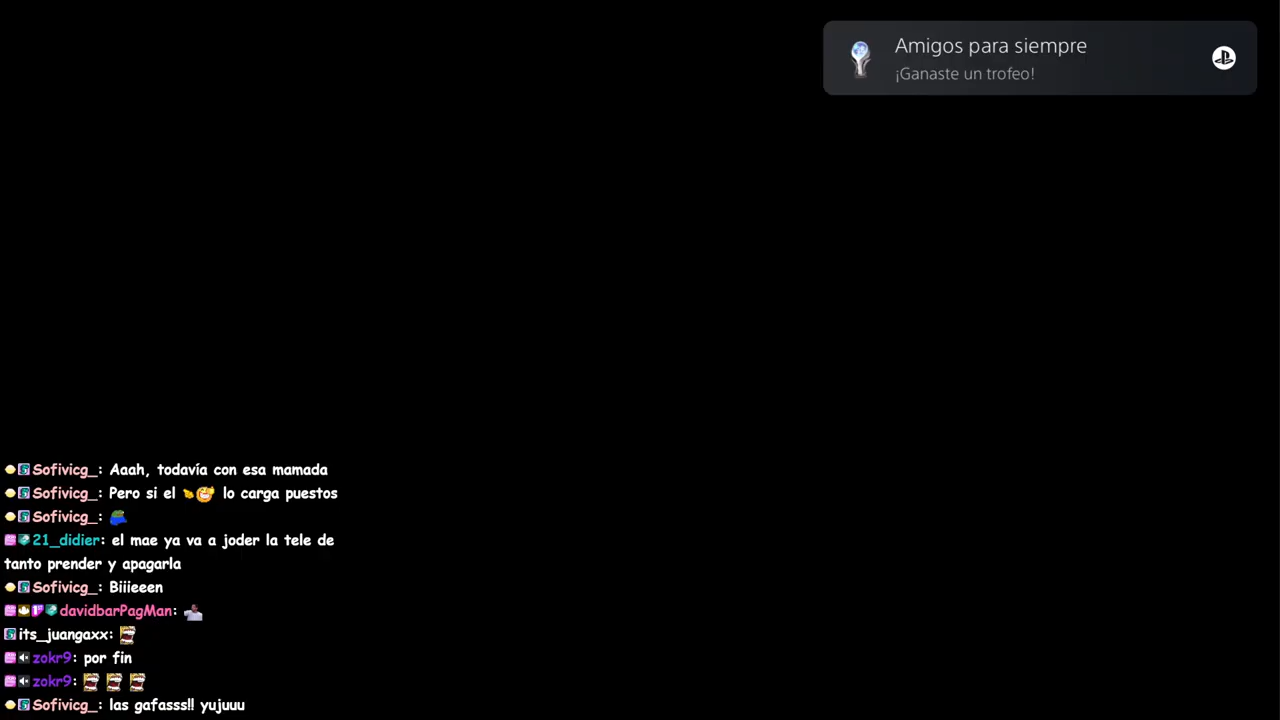 Amigos para siempre
¡Ganaste un trofeo!
Sofivicg_: Aaah, todavía con esa mamada
Sofivicg_: Pero si el lo carga puestos
Sofivicg_:
21_didier: el mae ya va a joder la tele de
tanto prender y apagarla
Sofivicg_: Biiieeen
davidbarPagMan:
its_juangaxx:
zokr9: por fin
zokr9:
Sofivicg_: las gafasss!! yujuuu